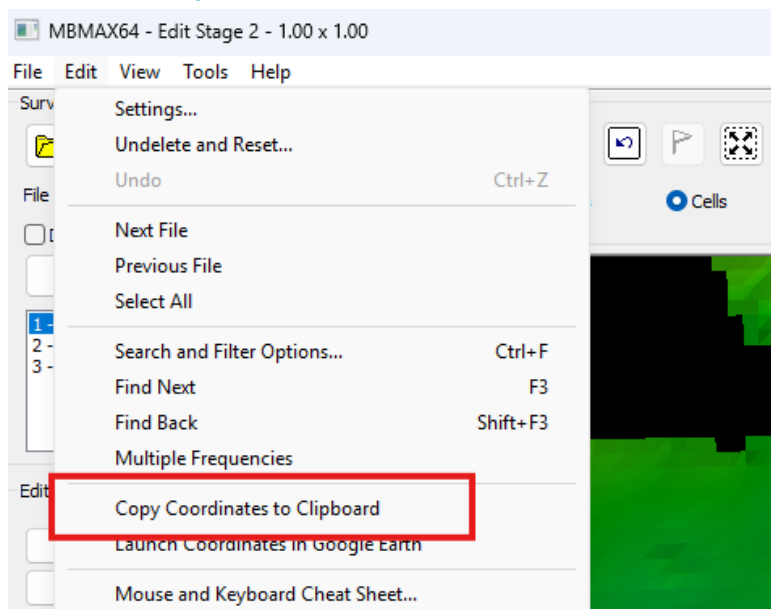 MBMAX64 - Edit Stage 2 - 1.00 x 1.00
File Edit View Tools Help
Surv
Settings...
Undelete and Reset...
Undo Ctrl+Z
File
Cells
Next File
Previous File
Select All
1 -
2 -
3 -
Search and Filter Options... Ctrl+F
Find Next F3
Find Back Shift+F3
Multiple Frequencies
Edit
Copy Coordinates to Clipboard
Launch Coordinates in Google Earth
Mouse and Keyboard Cheat Sheet...